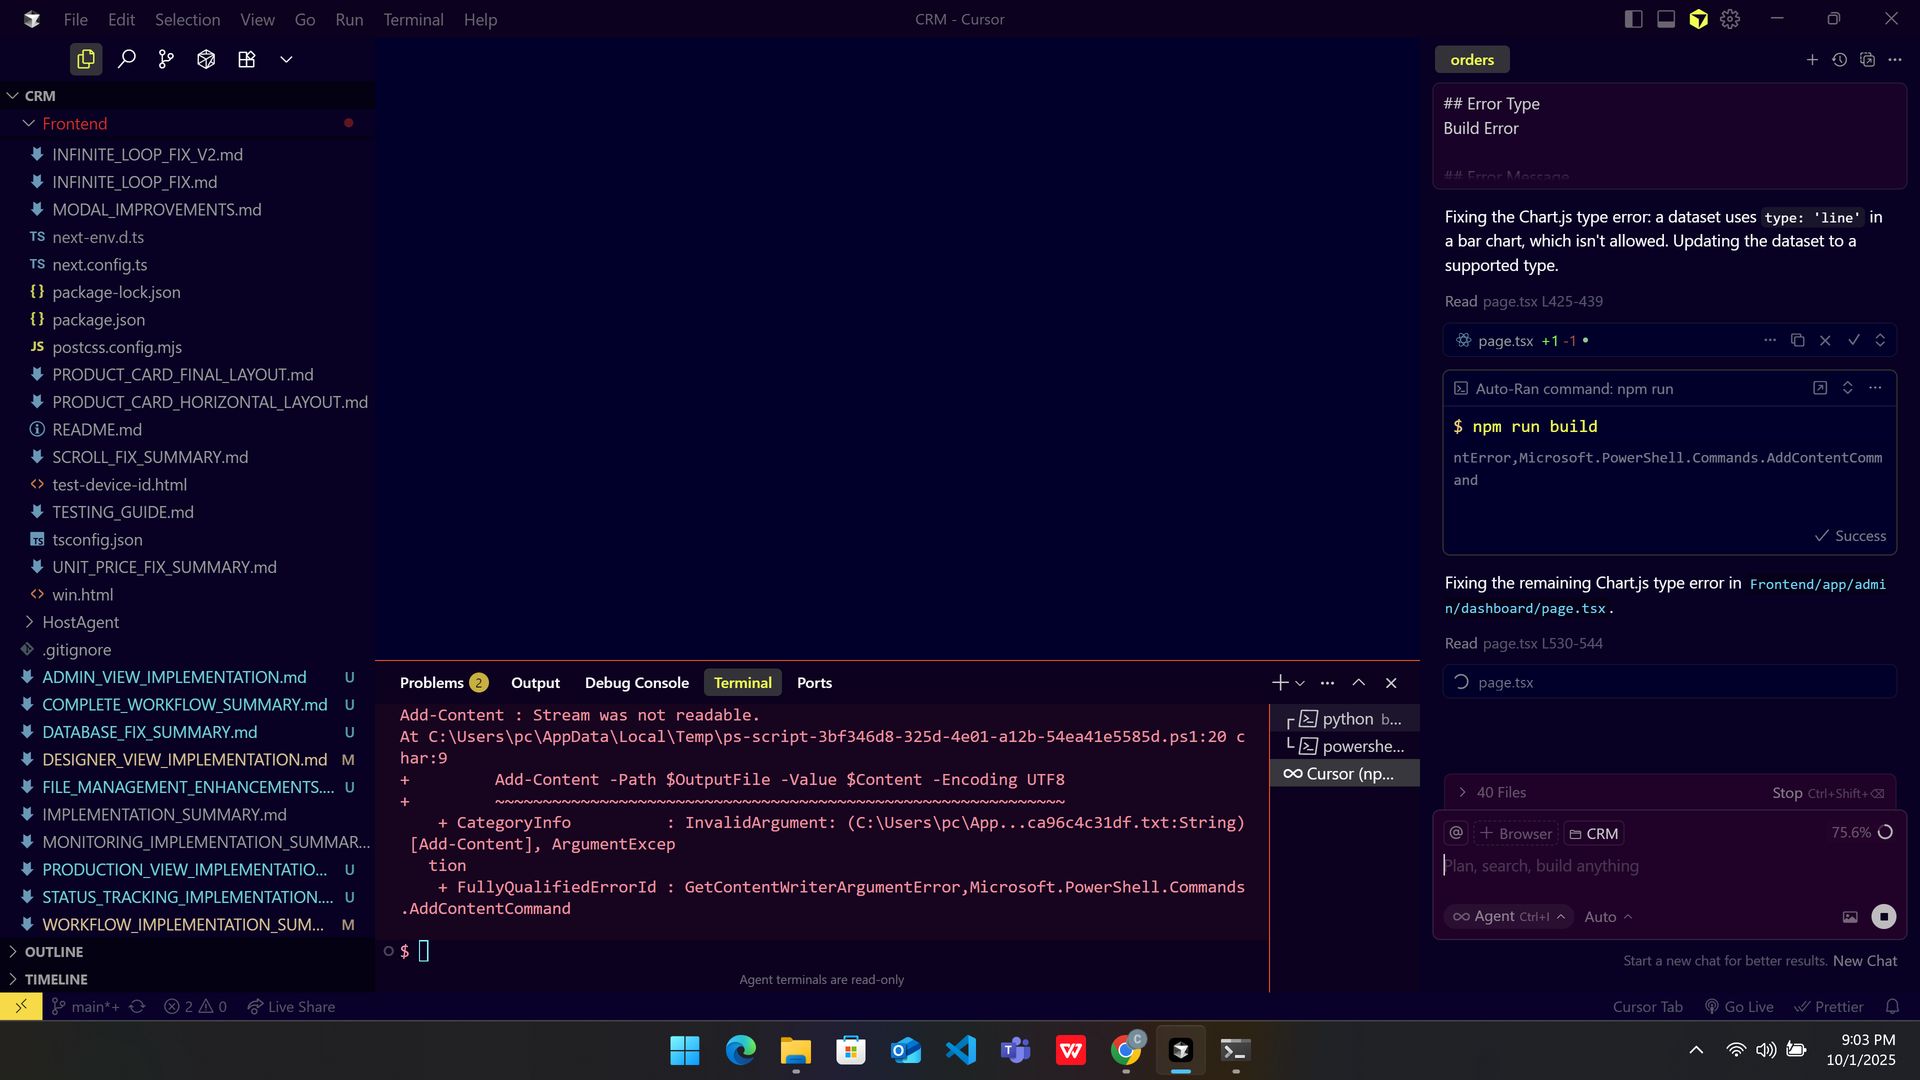 File Edit Selection View Go Run Terminal Help
CRM - Cursor
CRM
Frontend
INFINITE_LOOP_FIX_V2.md
INFINITE_LOOP_FIX.md
MODAL_IMPROVEMENTS.md
TS next-env.d.ts
TS next.config.ts
{} package-lock.json
{} package.json
JS postcss.config.mjs
PRODUCT_CARD_FINAL_LAYOUT.md
PRODUCT_CARD_HORIZONTAL_LAYOUT.md
README.md
SCROLL_FIX_SUMMARY.md
<> test-device-id.html
TESTING_GUIDE.md
TS tsconfig.json
UNIT_PRICE_FIX_SUMMARY.md
<> win.html
HostAgent
.gitignore
ADMIN_VIEW_IMPLEMENTATION.md U
COMPLETE_WORKFLOW_SUMMARY.md U
DATABASE_FIX_SUMMARY.md U
DESIGNER_VIEW_IMPLEMENTATION.md M
FILE_MANAGEMENT_ENHANCEMENTS.... U
IMPLEMENTATION_SUMMARY.md
MONITORING_IMPLEMENTATION_SUMMAR...
PRODUCTION_VIEW_IMPLEMENTATIO... U
STATUS_TRACKING_IMPLEMENTATION.... U
WORKFLOW_IMPLEMENTATION_SUM... M
OUTLINE
TIMELINE
Problems 2 Output Debug Console Terminal Ports
Add-Content : Stream was not readable.
At C:\Users\pc\AppData\Local\Temp\ps-script-3bf346d8-325d-4e01-a12b-54ea41e5585d.ps1:20 c
har:9
+         Add-Content -Path $OutputFile -Value $Content -Encoding UTF8
+         ~~~~~~~~~~~~~~~~~~~~~~~~~~~~~~~~~~~~~~~~~~~~~~~~~~~~~~~~~~~~
    + CategoryInfo          : InvalidArgument: (C:\Users\pc\App...ca96c4c31df.txt:String)
 [Add-Content], ArgumentExcep
   tion
    + FullyQualifiedErrorId : GetContentWriterArgumentError,Microsoft.PowerShell.Commands
.AddContentCommand
$
Agent terminals are read-only
python b...
powershe...
Cursor (np...
orders
## Error Type
Build Error
## Error Message
Fixing the Chart.js type error: a dataset uses type: 'line' in
a bar chart, which isn't allowed. Updating the dataset to a
supported type.
Read page.tsx L425-439
page.tsx +1 -1
Auto-Ran command: npm run
$ npm run build
ntError,Microsoft.PowerShell.Commands.AddContentComm
and
Success
Fixing the remaining Chart.js type error in Frontend/app/admi
n/dashboard/page.tsx.
Read page.tsx L530-544
page.tsx
40 Files Stop Ctrl+Shift+
@ + Browser CRM 75.6%
Plan, search, build anything
Agent Ctrl+I Auto
Start a new chat for better results. New Chat
main*+ 2 0 Live Share
Cursor Tab Go Live Prettier
9:03 PM
10/1/2025